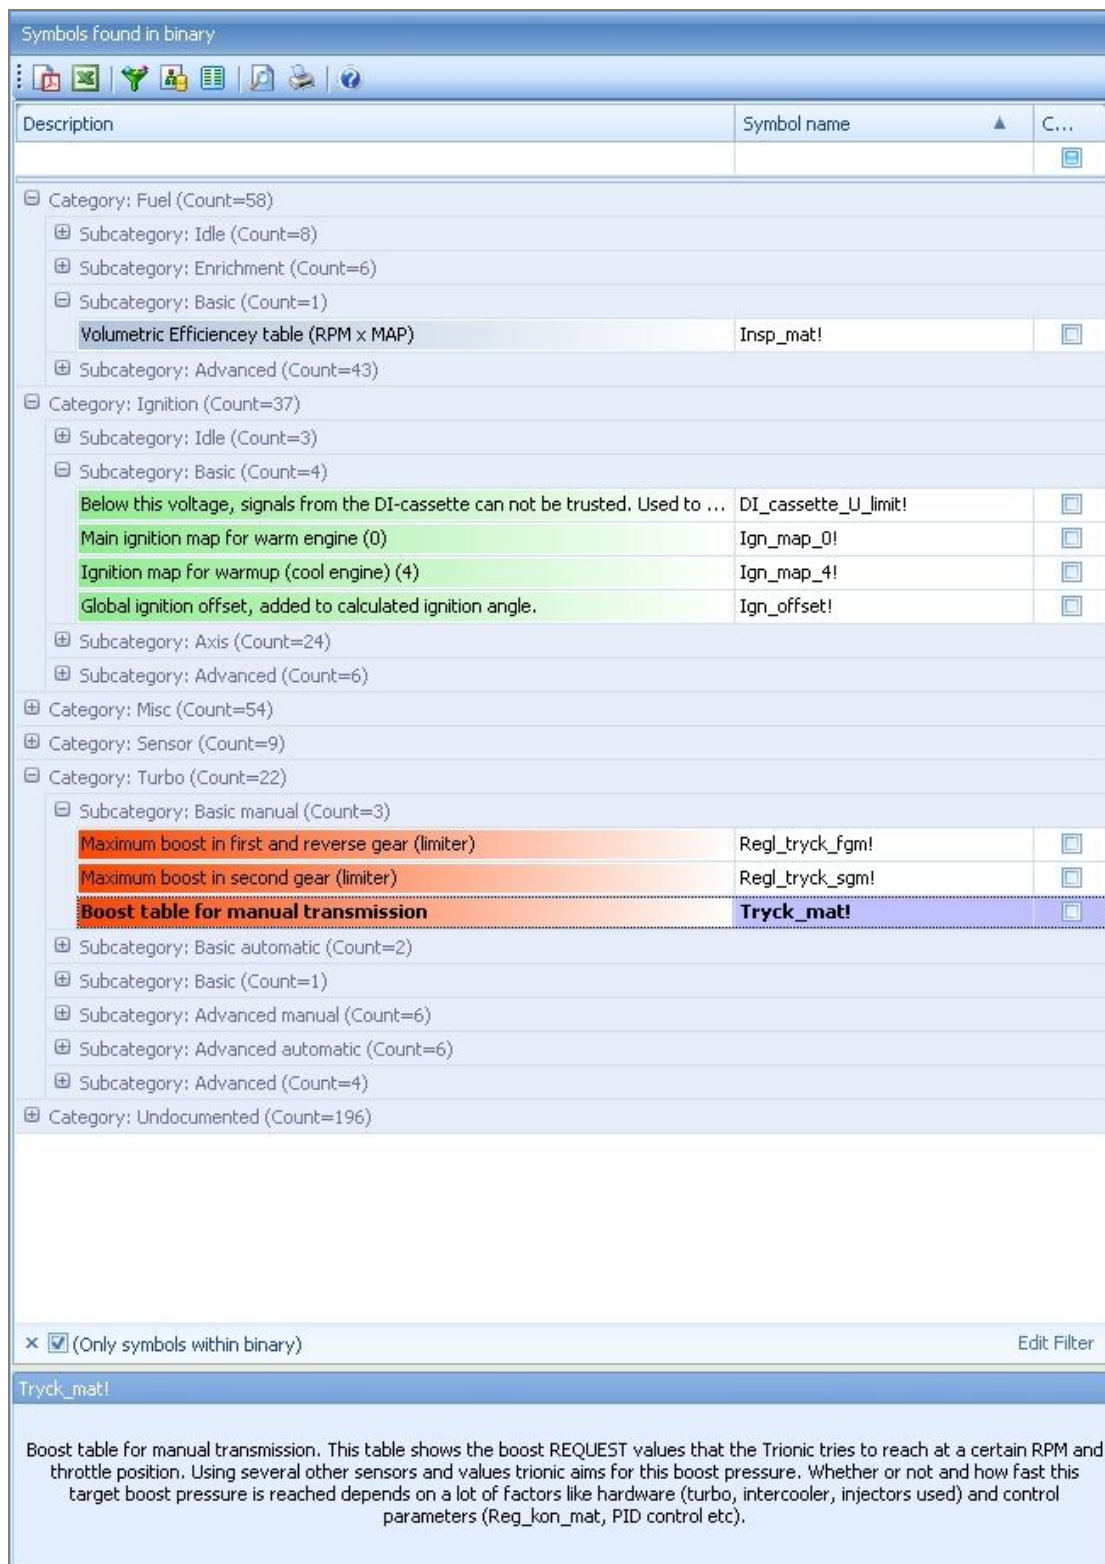 Symbols found in binary
Description Symbol name C...
Category: Fuel (Count=58)
Subcategory: Idle (Count=8)
Subcategory: Enrichment (Count=6)
Subcategory: Basic (Count=1)
Volumetric Efficiencey table (RPM x MAP) Insp_mat!
Subcategory: Advanced (Count=43)
Category: Ignition (Count=37)
Subcategory: Idle (Count=3)
Subcategory: Basic (Count=4)
Below this voltage, signals from the DI-cassette can not be trusted. Used to ... DI_cassette_U_limit!
Main ignition map for warm engine (0) Ign_map_0!
Ignition map for warmup (cool engine) (4) Ign_map_4!
Global ignition offset, added to calculated ignition angle. Ign_offset!
Subcategory: Axis (Count=24)
Subcategory: Advanced (Count=6)
Category: Misc (Count=54)
Category: Sensor (Count=9)
Category: Turbo (Count=22)
Subcategory: Basic manual (Count=3)
Maximum boost in first and reverse gear (limiter) Regl_tryck_fgm!
Maximum boost in second gear (limiter) Regl_tryck_sgm!
Boost table for manual transmission Tryck_mat!
Subcategory: Basic automatic (Count=2)
Subcategory: Basic (Count=1)
Subcategory: Advanced manual (Count=6)
Subcategory: Advanced automatic (Count=6)
Subcategory: Advanced (Count=4)
Category: Undocumented (Count=196)
(Only symbols within binary) Edit Filter
Tryck_mat!
Boost table for manual transmission. This table shows the boost REQUEST values that the Trionic tries to reach at a certain RPM and
throttle position. Using several other sensors and values trionic aims for this boost pressure. Whether or not and how fast this
target boost pressure is reached depends on a lot of factors like hardware (turbo, intercooler, injectors used) and control
parameters (Reg_kon_mat, PID control etc).